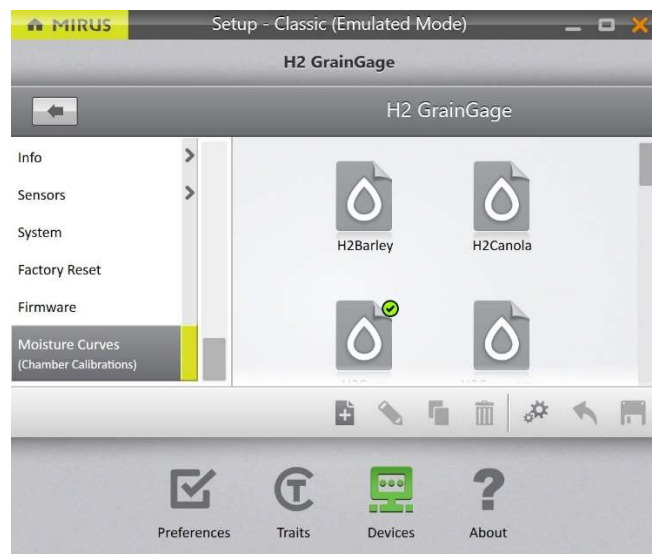 MIRUS
Setup - Classic (Emulated Mode)
H2 GrainGage
H2 GrainGage
Info
Sensors
System
Factory Reset
Firmware
Moisture Curves
(Chamber Calibrations)
H2Barley
H2Canola
Preferences
Traits
Devices
About